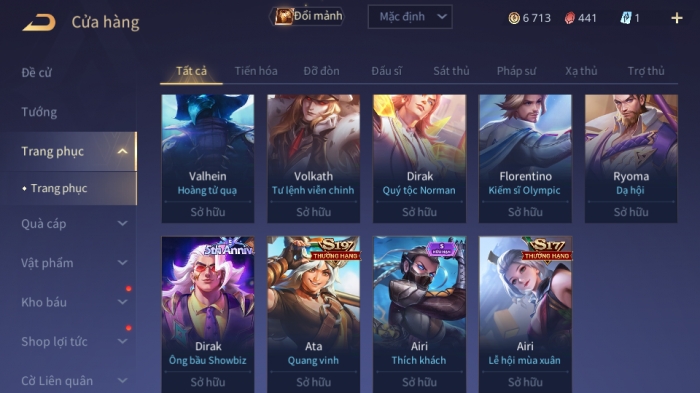 Cửa hàng
Đổi mảnh
Mặc định
6 713
441
1
Đề cử
Tướng
Trang phục
Trang phục
Quà cáp
Vật phẩm
Kho báu
Shop lợi tức
Cờ Liên quân
Tất cả
Tiến hóa
Đỡ đòn
Đấu sĩ
Sát thủ
Pháp sư
Xạ thủ
Trợ thủ
Valhein
Hoàng tử quạ
Sở hữu
Volkath
Tư lệnh viễn chinh
Sở hữu
Dirak
Quý tộc Norman
Sở hữu
Florentino
Kiếm sĩ Olympic
Sở hữu
Ryoma
Dạ hội
Sở hữu
5th Anniv
Dirak
Ông bầu Showbiz
Sở hữu
S19
THƯỞNG HẠNG
Ata
Quang vinh
Sở hữu
S
HỮU HẠN
Airi
Thích khách
Sở hữu
S17
THƯỞNG HẠNG
Airi
Lễ hội mùa xuân
Sở hữu